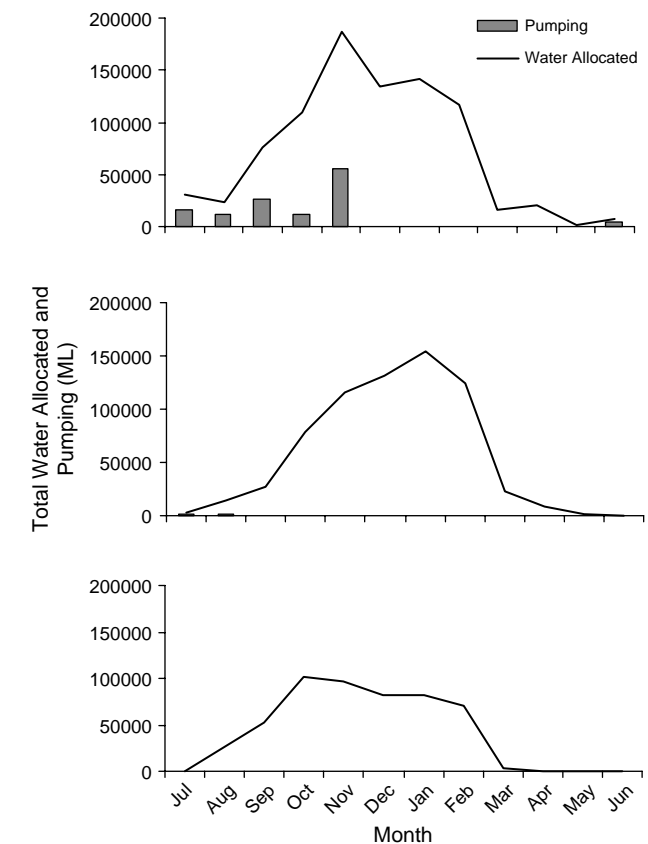 200000
150000
100000
50000
0
Pumping
Water Allocated
Total Water Allocated and
Pumping (ML)
200000
150000
100000
50000
0
200000
150000
100000
50000
0
Jul Aug Sep Oct Nov Dec Jan Feb Mar Apr May Jun
Month